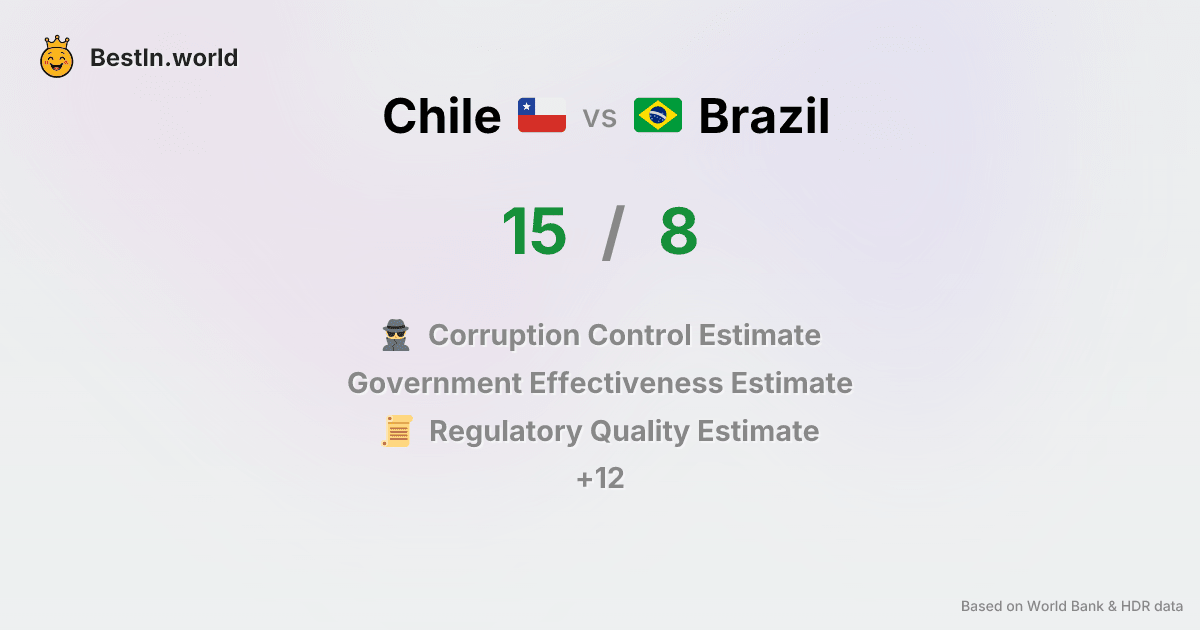 BestIn.world
Chile vs Brazil
15 / 8
Corruption Control Estimate
Government Effectiveness Estimate
Regulatory Quality Estimate
+12
Based on World Bank & HDR data